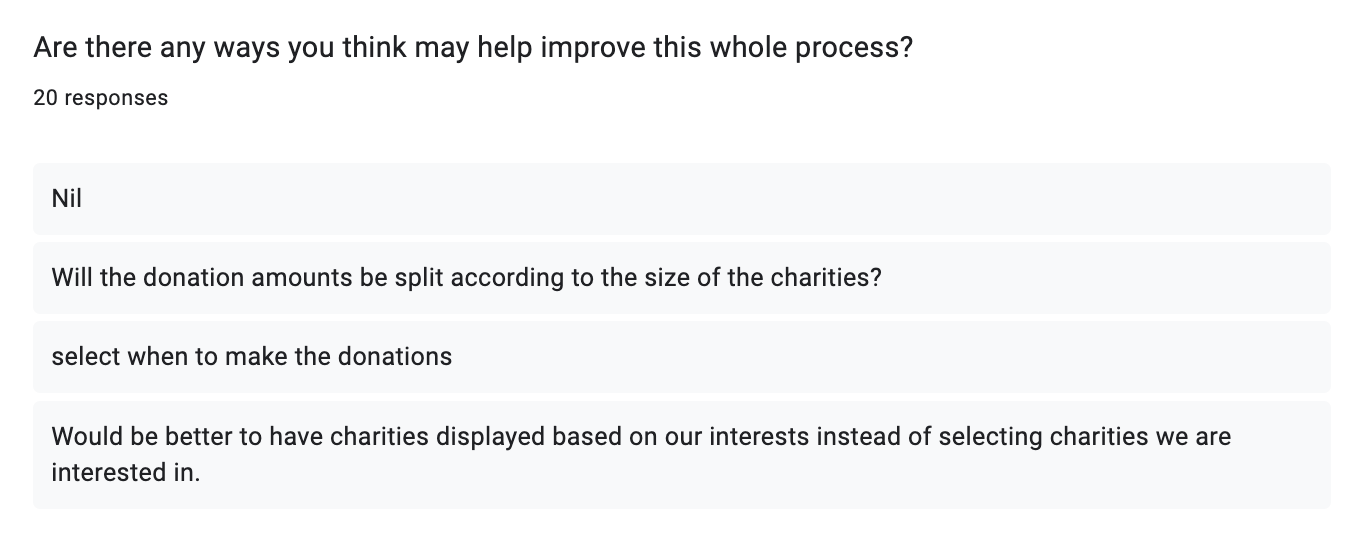 Are there any ways you think may help improve this whole process?
20 responses
Nil
Will the donation amounts be split according to the size of the charities?
select when to make the donations
Would be better to have charities displayed based on our interests instead of selecting charities we are
interested in.